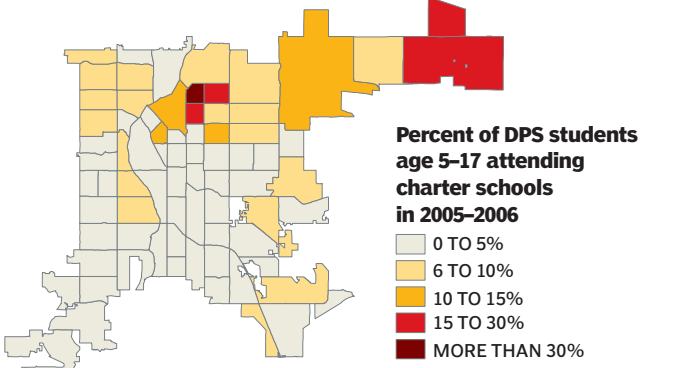 Percent of DPS students
age 5–17 attending
charter schools
in 2005–2006
0 TO 5%
6 TO 10%
10 TO 15%
15 TO 30%
MORE THAN 30%